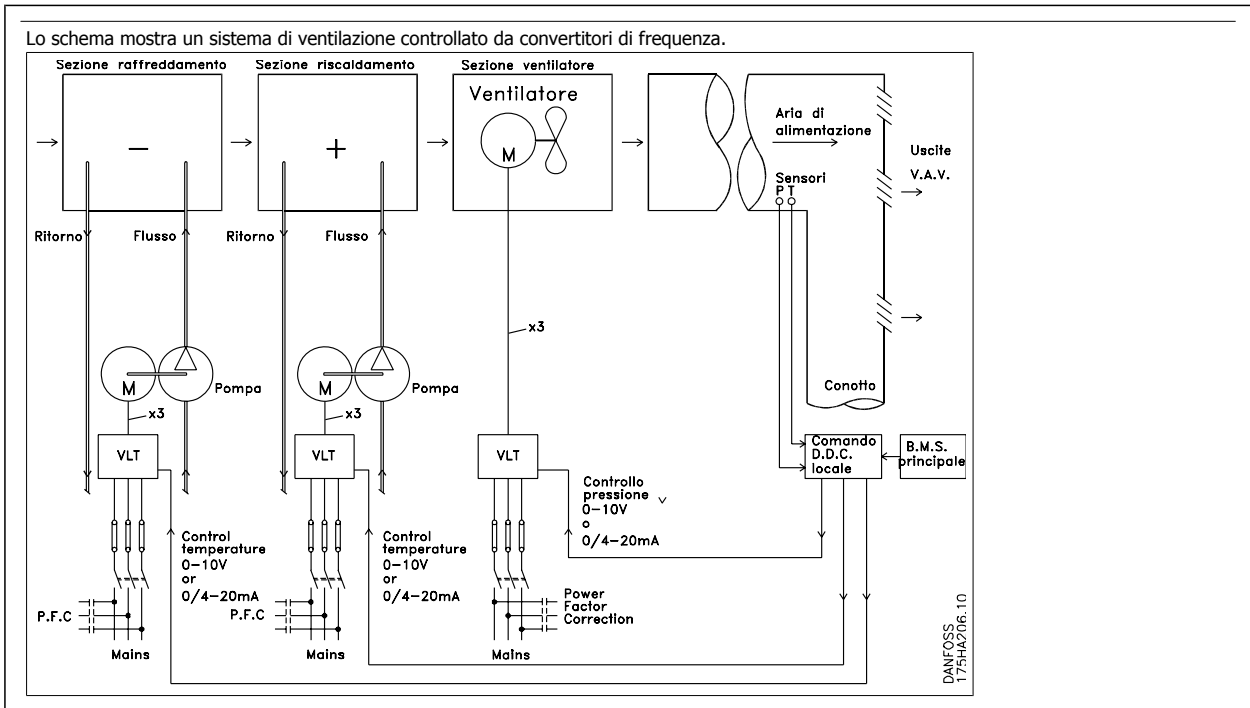 Lo schema mostra un sistema di ventilazione controllato da convertitori di frequenza.
Sezione raffreddamento
Sezione riscaldamento
Sezione ventilatore
Ventilatore
M
−
+
Aria di
alimentazione
Sensori
P T
Uscite
V.A.V.
Ritorno
Flusso
Ritorno
Flusso
x3
M
Pompa
M
Pompa
x3
x3
Conotto
VLT
VLT
VLT
Comando
D.D.C.
locale
B.M.S.
principale
Controllo
pressione
0-10V
o
0/4-20mA
Control
temperature
0-10V
or
0/4-20mA
Control
temperature
0-10V
or
0/4-20mA
P.F.C
P.F.C
Power
Factor
Correction
Mains
Mains
Mains
DANFOSS
175HA206.10